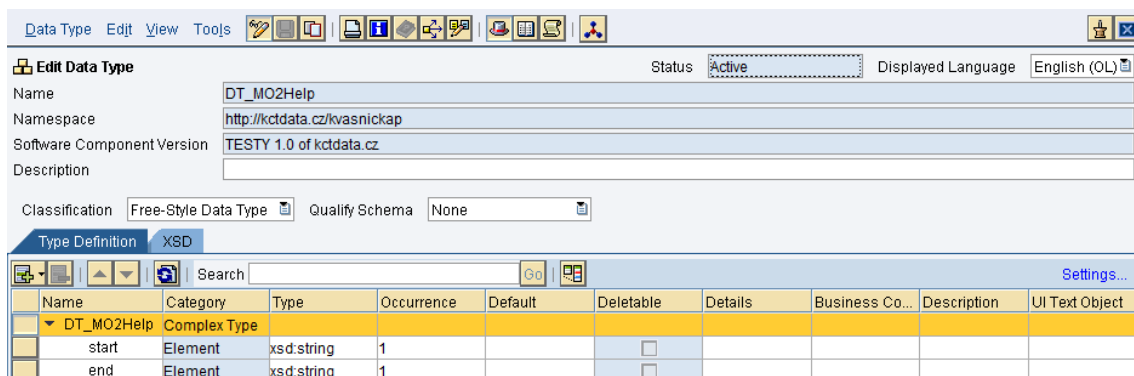 Data Type Edit View Tools
Edit Data Type Status Active Displayed Language English (OL)
Name DT_MO2Help
Namespace http://kctdata.cz/kvasnickap
Software Component Version TESTY 1.0 of kctdata.cz
Description
Classification Free-Style Data Type Qualify Schema None
Type Definition XSD
Search Go Settings...
Name Category Type Occurrence Default Deletable Details Business Co... Description UI Text Object
DT_MO2Help Complex Type
start Element xsd:string 1
end Element xsd:string 1